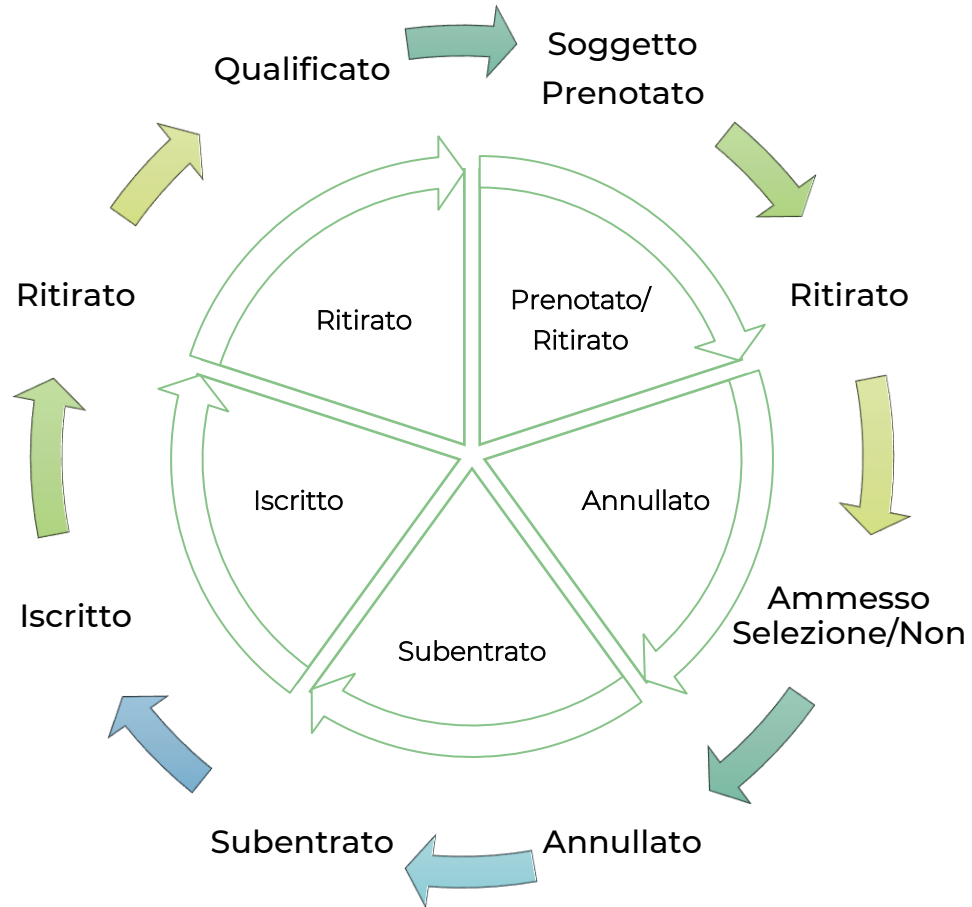 Qualificato
Soggetto
Prenotato
Ritirato
Ammesso
Selezione/Non
Annullato
Subentrato
Iscritto
Ritirato
Prenotato/
Ritirato
Annullato
Subentrato
Iscritto
Ritirato